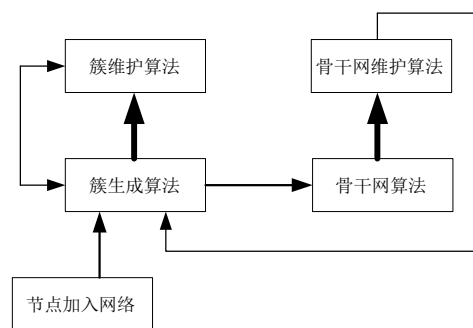 簇维护算法
骨干网维护算法
簇生成算法
骨干网算法
节点加入网络